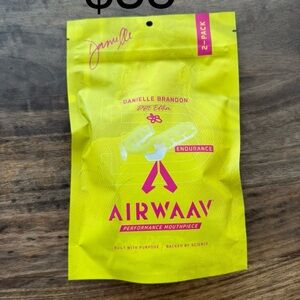 Danielle
2-PACK
DANIELLE BRANDON
ENDURANCE
AIRWAAV
PERFORMANCE MOUTHPIECE
BUILT WITH PURPOSE | BACKED BY SCIENCE